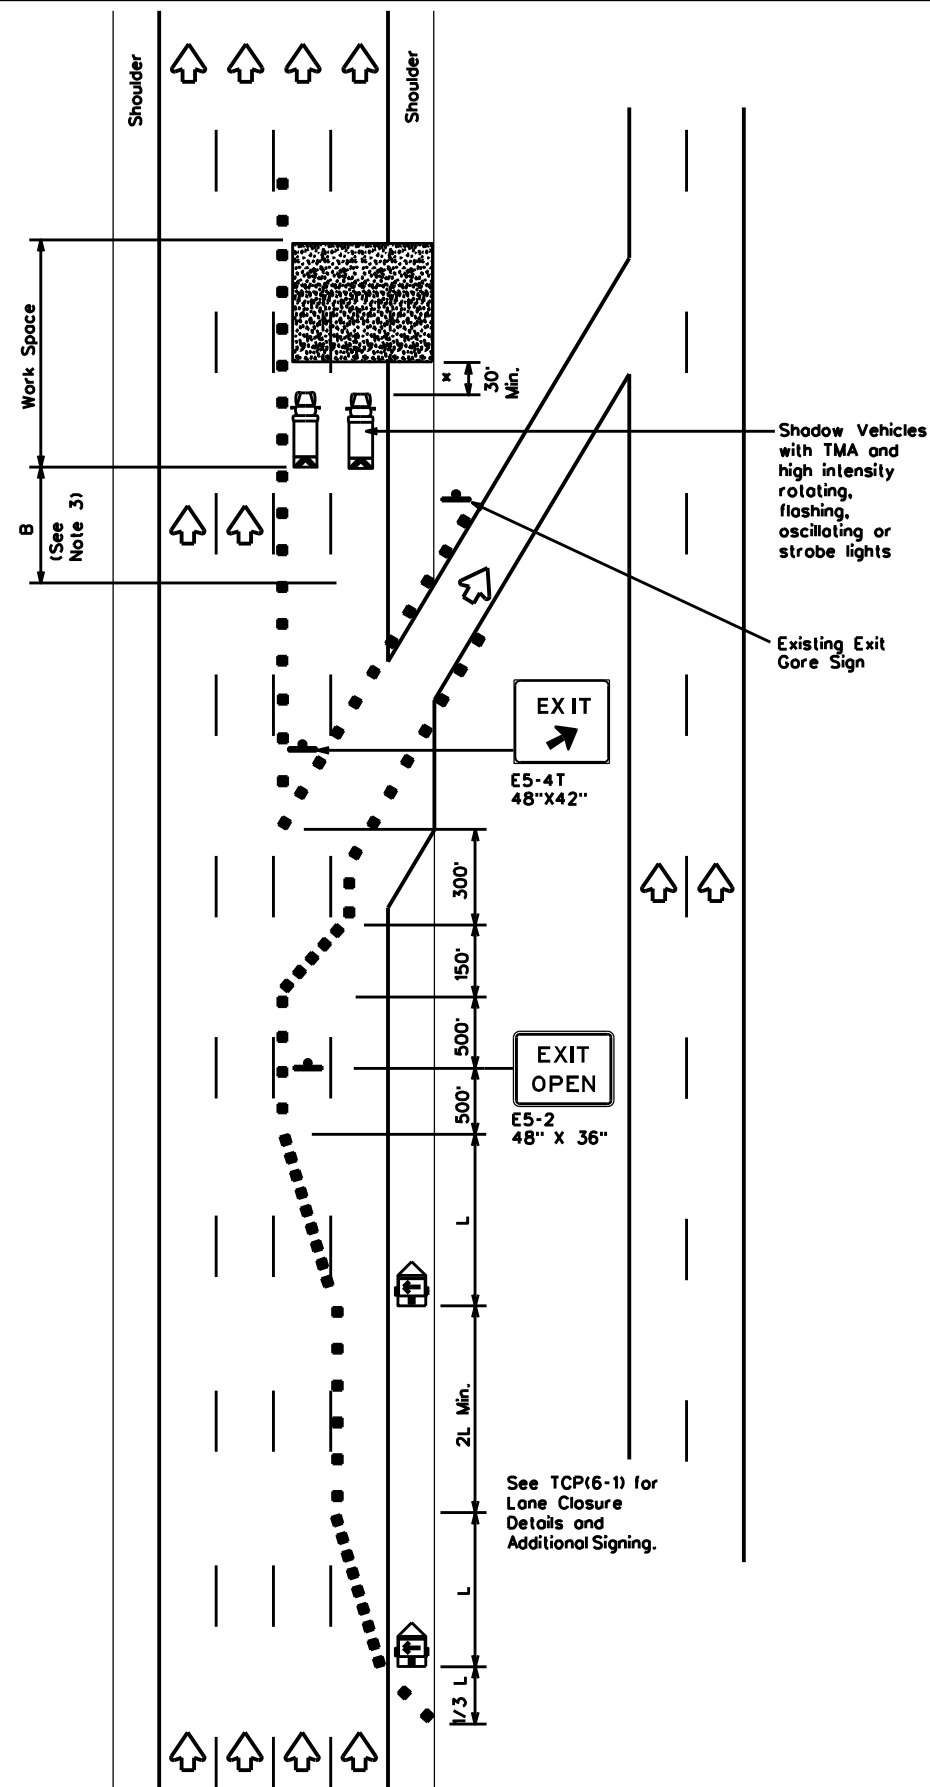 Shoulder
Shoulder
Work Space
x
30'
Min.
B
(See
Note 3)
Shadow Vehicles
with TMA and
high intensity
rotating,
flashing,
oscillating or
strobe lights
Existing Exit
Gore Sign
EXIT
E5-4T
48"X42"
300'
150'
500'
500'
EXIT
OPEN
E5-2
48" X 36"
L
2L Min.
See TCP(6-1) for
Lane Closure
Details and
Additional Signing.
L
1/3 L